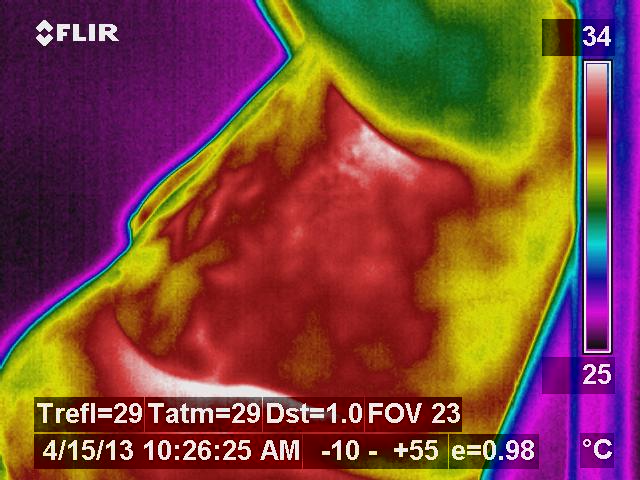 FLIR
34
25
Trefl=29 Tatm=29 Dst=1.0 FOV 23
4/15/13 10:26:25 AM -10 - +55 e=0.98 °C